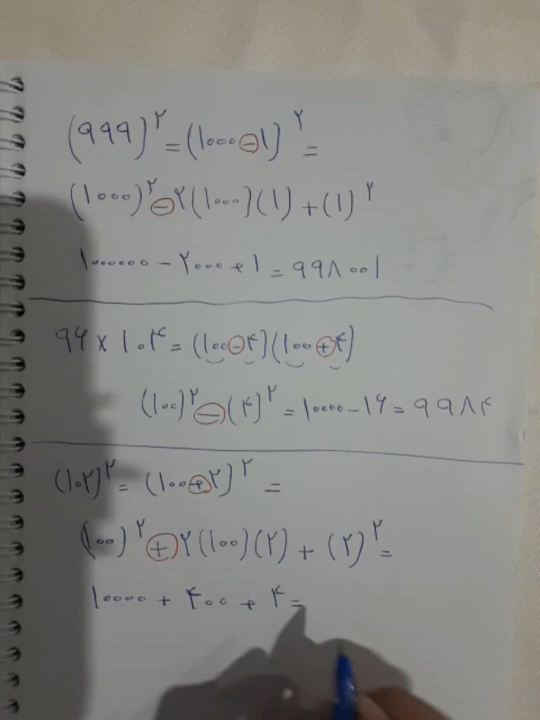 (۹۹۹)^۲ = (۱۰۰۰ - ۱)^۲ =
(۱۰۰۰)^۲ - ۲(۱۰۰۰)(۱) + (۱)^۲
۱۰۰۰۰۰۰ - ۲۰۰۰ + ۱ = ۹۹۸۰۰۱
۹۶ × ۱۰۴ = (۱۰۰ - ۴)(۱۰۰ + ۴)
(۱۰۰)^۲ - (۴)^۲ = ۱۰۰۰۰ - ۱۶ = ۹۹۸۴
(۱۰۲)^۲ = (۱۰۰ + ۲)^۲ =
(۱۰۰)^۲ + ۲(۱۰۰)(۲) + (۲)^۲ =
۱۰۰۰۰ + ۴۰۰ + ۴ =